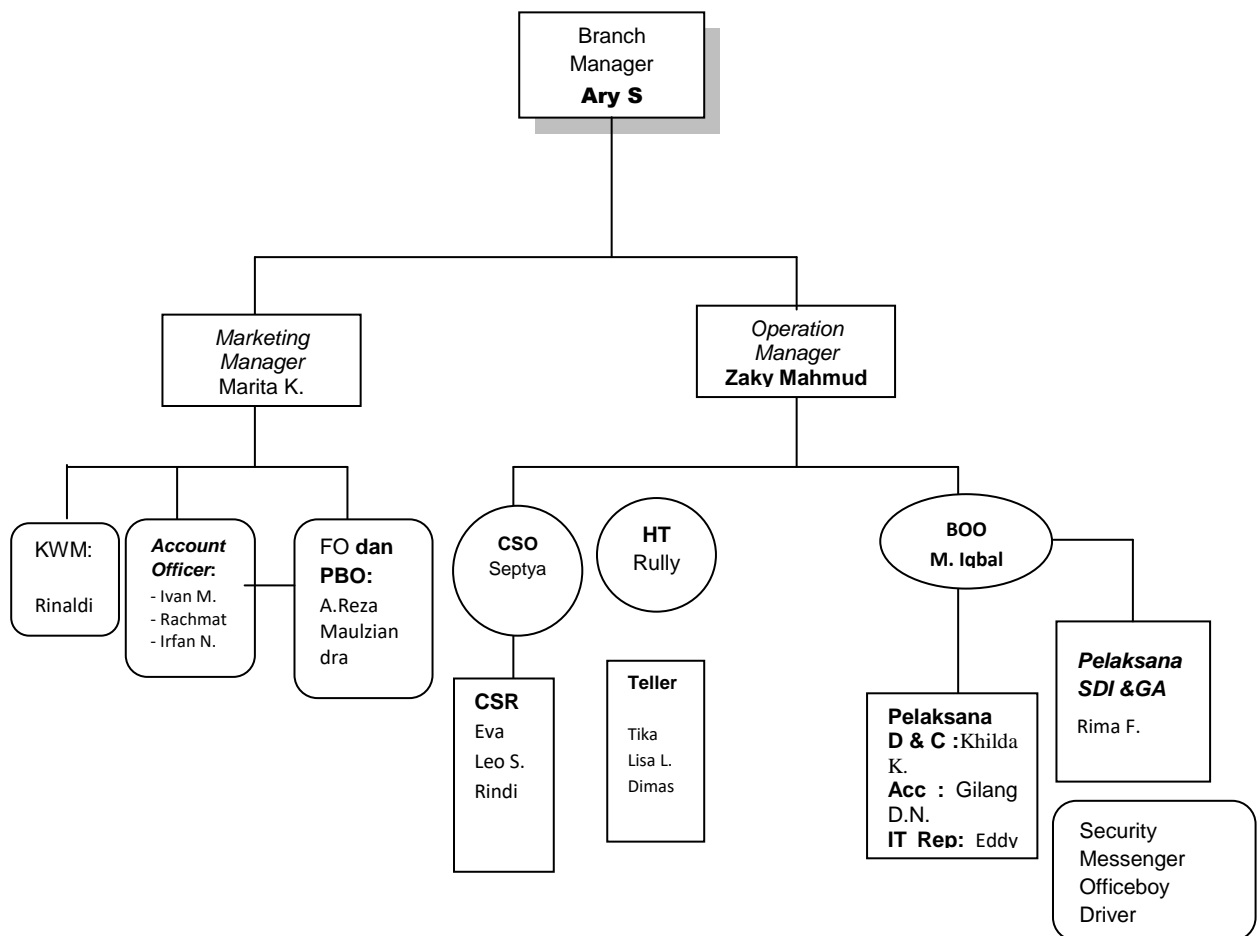 Branch
Manager
Ary S
Marketing
Manager
Marita K.
Operation
Manager
Zaky Mahmud
KWM:
Rinaldi
Account
Officer:
- Ivan M.
- Rachmat
- Irfan N.
FO dan
PBO:
A.Reza
Maulzian
dra
CSO
Septya
HT
Rully
BOO
M. Iqbal
CSR
Eva
Leo S.
Rindi
Teller
Tika
Lisa L.
Dimas
Pelaksana
D & C :Khilda
K.
Acc : Gilang
D.N.
IT Rep: Eddy
Pelaksana
SDI &GA
Rima F.
Security
Messenger
Officeboy
Driver